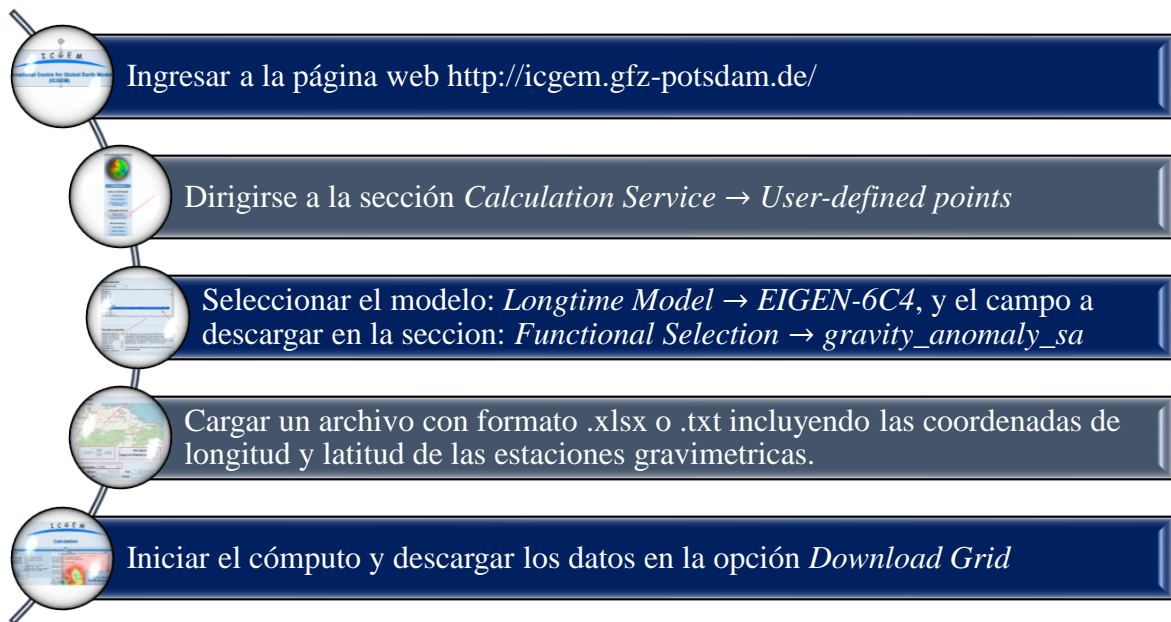 ICGEM
Ingresar a la página web http://icgem.gfz-potsdam.de/
Dirigirse a la sección Calculation Service → User-defined points
Seleccionar el modelo: Longtime Model → EIGEN-6C4, y el campo a
descargar en la seccion: Functional Selection → gravity_anomaly_sa
Cargar un archivo con formato .xlsx o .txt incluyendo las coordenadas de
longitud y latitud de las estaciones gravimetricas.
ICGEM
Iniciar el cómputo y descargar los datos en la opción Download Grid